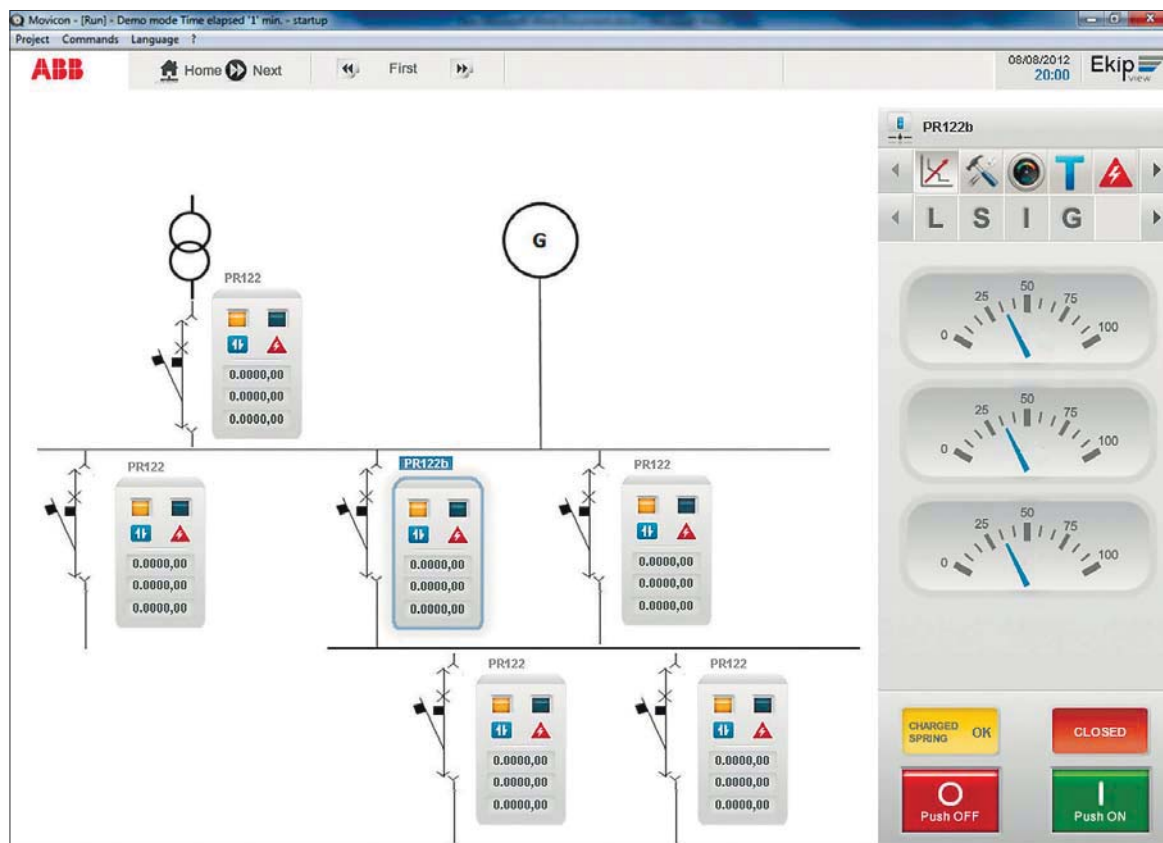 Movicon - [Run] - Demo mode Time elapsed '1' min. - startup
Project Commands Language ?
ABB Home Next First 08/08/2012 Ekip
20:00 view
PR122b
T
L S I G
G
PR122
0.0000,00
0.0000,00
0.0000,00
0 25 50 75 100
PR122
0.0000,00
0.0000,00
0.0000,00
PR122b
0.0000,00
0.0000,00
0.0000,00
PR122
0.0000,00
0.0000,00
0.0000,00
0 25 50 75 100
0 25 50 75 100
PR122
0.0000,00
0.0000,00
0.0000,00
PR122
0.0000,00
0.0000,00
0.0000,00
CHARGED
SPRING OK
CLOSED
O
Push OFF
I
Push ON